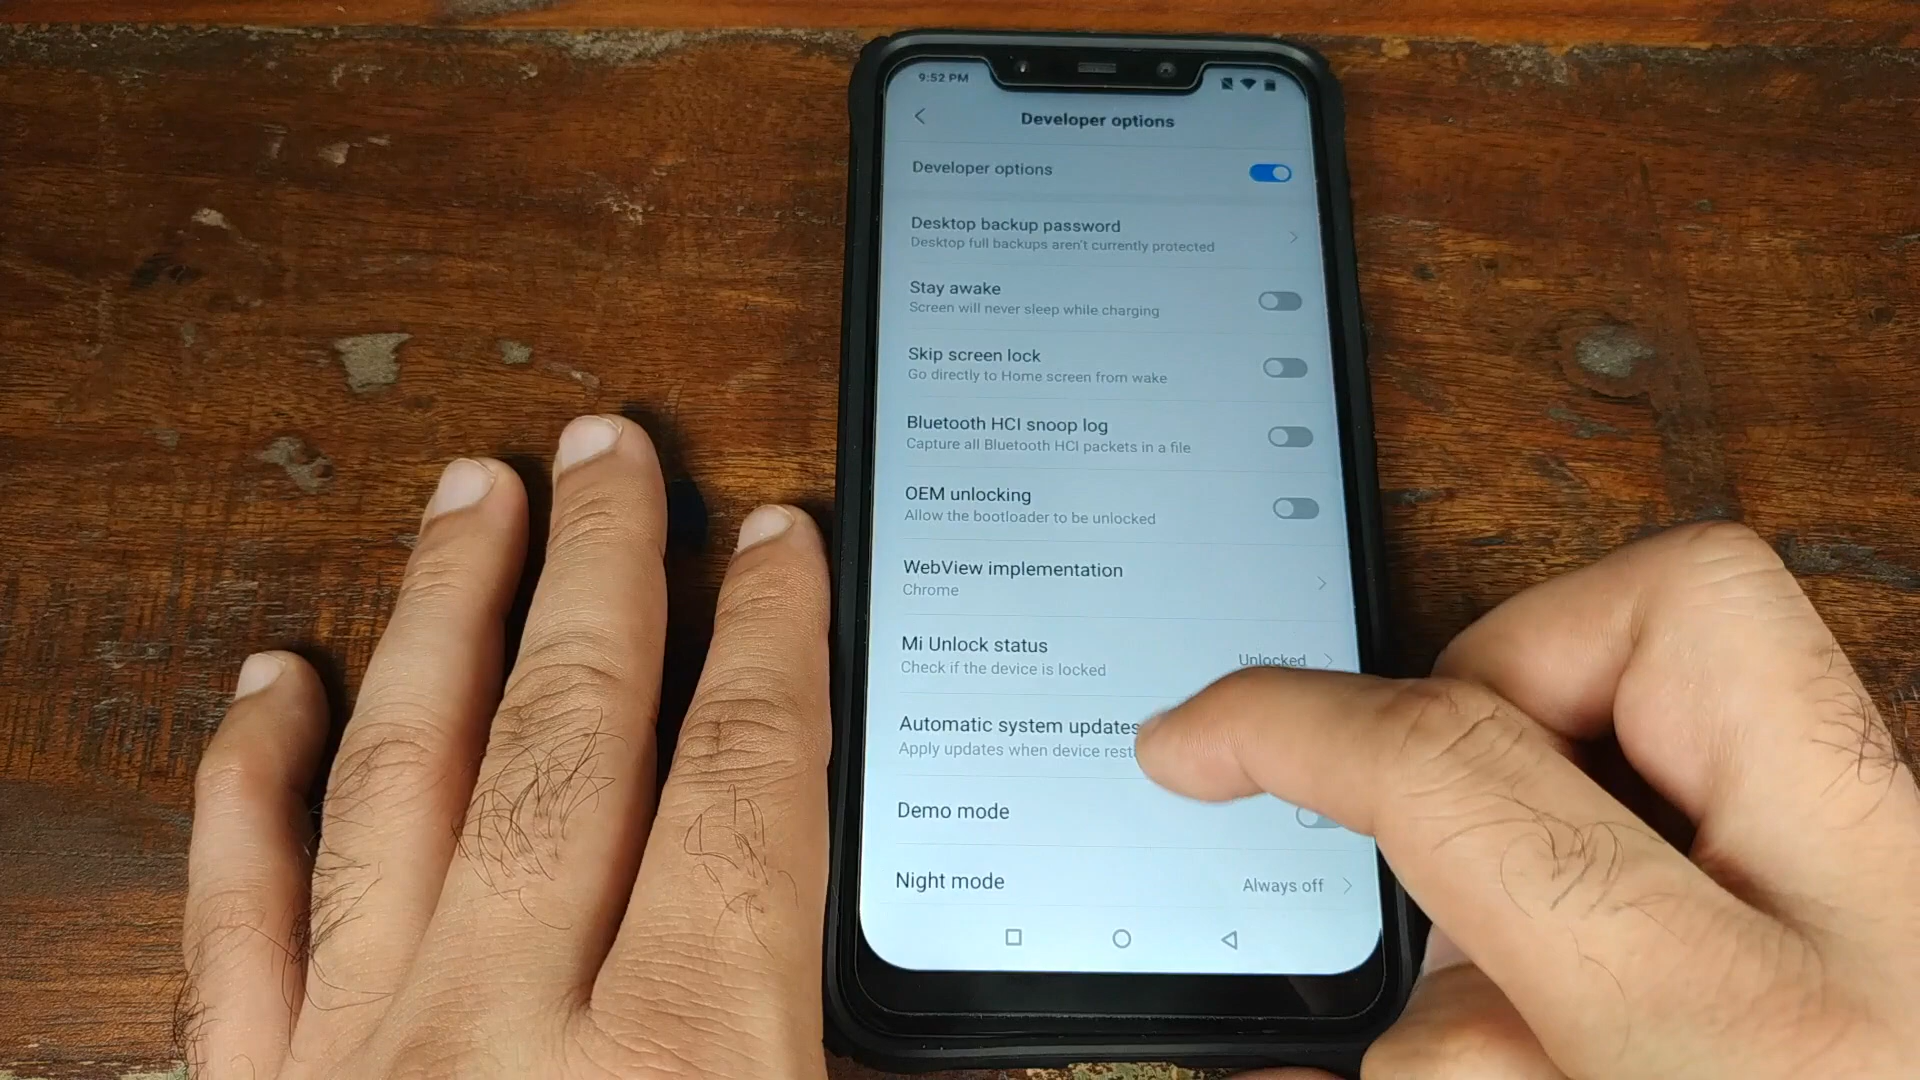 9:52 PM
Developer options
Developer options
Desktop backup password
Desktop full backups aren't currently protected
Stay awake
Screen will never sleep while charging
Skip screen lock
Go directly to Home screen from wake
Bluetooth HCI snoop log
Capture all Bluetooth HCI packets in a file
OEM unlocking
Allow the bootloader to be unlocked
WebView implementation
Chrome
Mi Unlock status
Unlocked
Check if the device is locked
Automatic system updates
Apply updates when device rest
Demo mode
Night mode
Always off